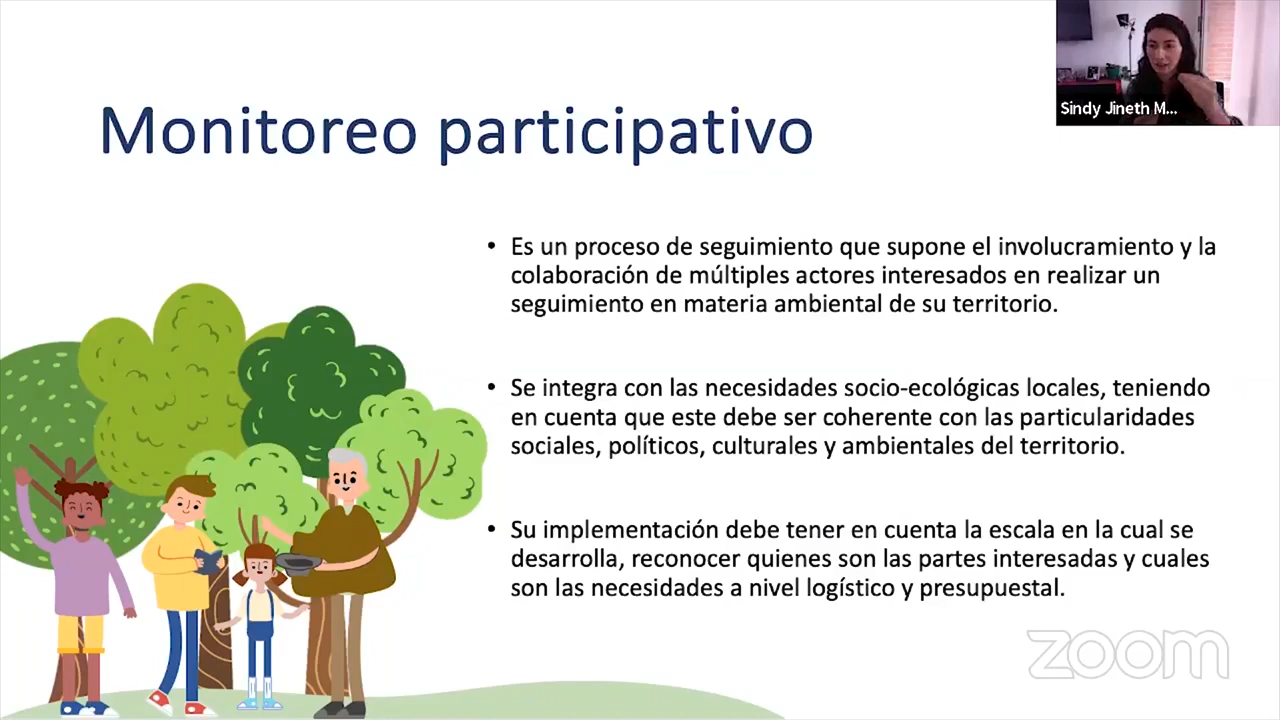 Sindy Jineth M...
Monitoreo participativo
• Es un proceso de seguimiento que supone el involucramiento y la
colaboración de múltiples actores interesados en realizar un
seguimiento en materia ambiental de su territorio.
• Se integra con las necesidades socio-ecológicas locales, teniendo
en cuenta que este debe ser coherente con las particularidades
sociales, políticos, culturales y ambientales del territorio.
• Su implementación debe tener en cuenta la escala en la cual se
desarrolla, reconocer quienes son las partes interesadas y cuales
son las necesidades a nivel logístico y presupuestal.
zoom